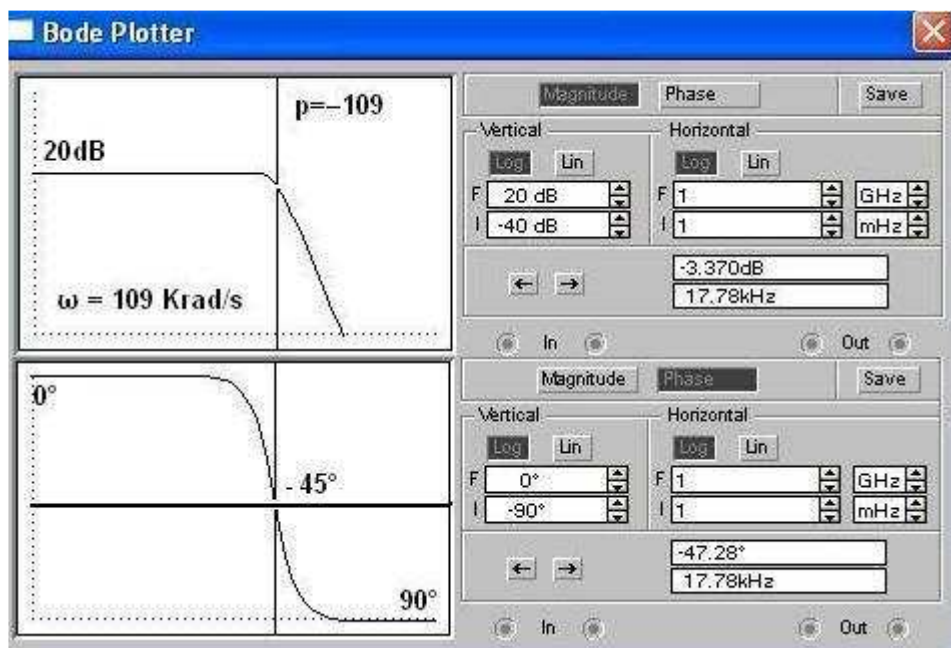 Bode Plotter
p=−109
20dB
ω = 109 Krad/s
Magnitude Phase Save
Vertical Horizontal
Log Lin Log Lin
F 20 dB F 1 GHz
I -40 dB I 1 mHz
← →
-3.370dB
17.78kHz
In Out
0°
- 45°
90°
Magnitude Phase Save
Vertical Horizontal
Log Lin Log Lin
F 0° F 1 GHz
I -90° I 1 mHz
← →
-47.28°
17.78kHz
In Out